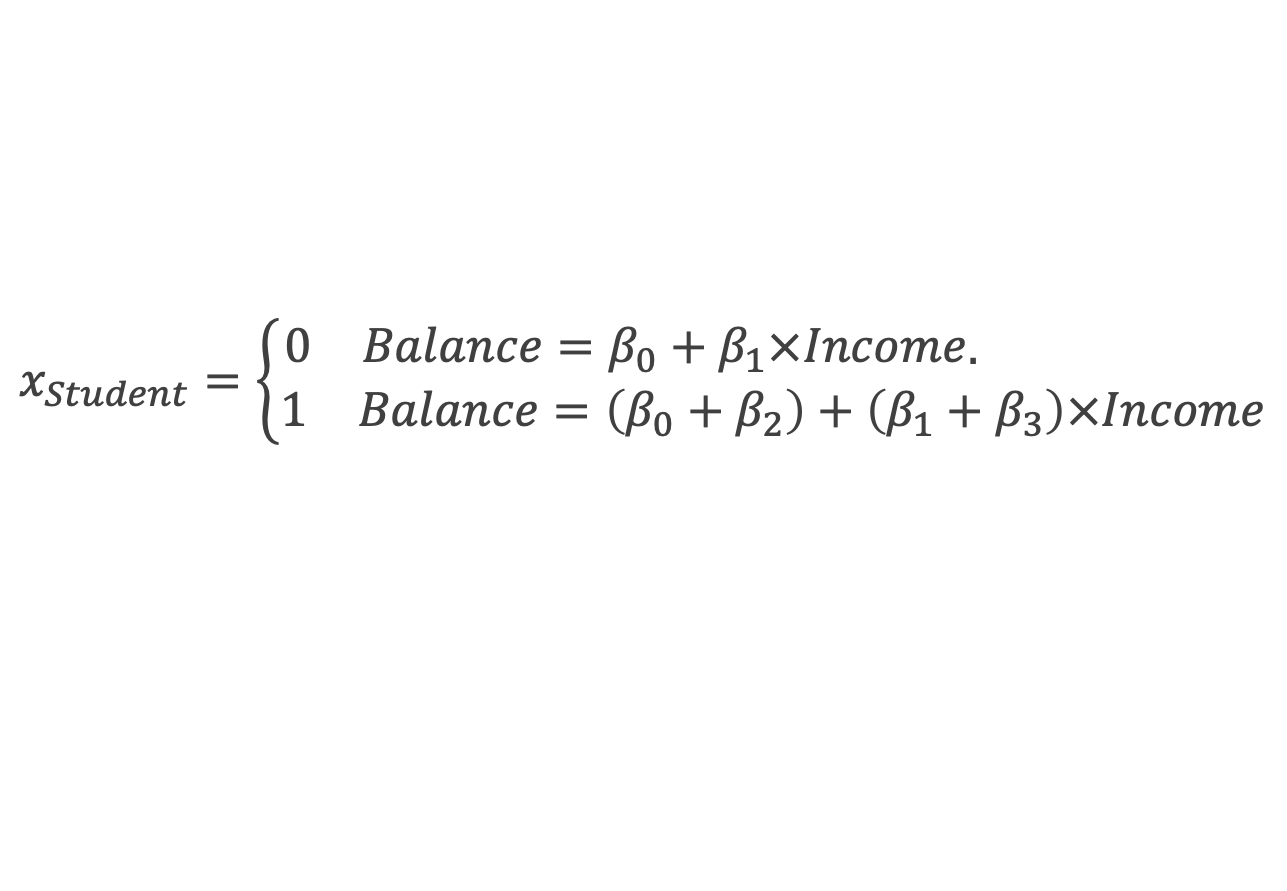 x_Student = { 0 Balance = β₀ + β₁×Income.
1 Balance = (β₀ + β₂) + (β₁ + β₃)×Income